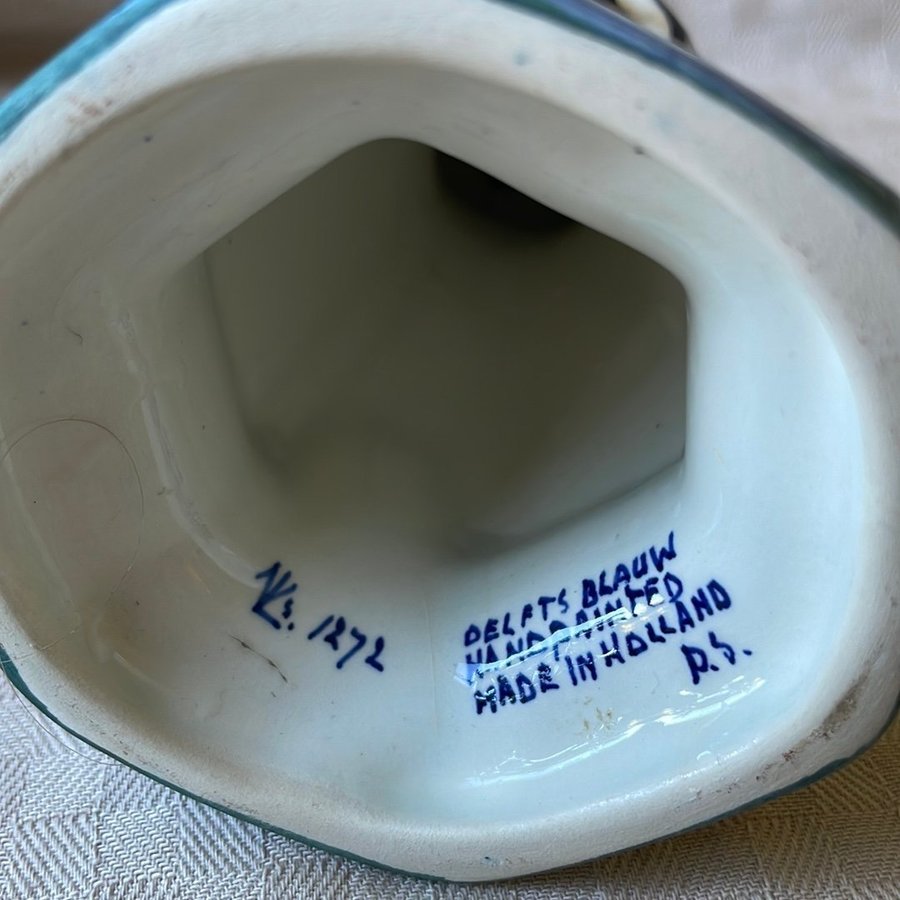 1272
DELFTS BLAUW
HANDPAINTED
MADE IN HOLLAND
P.S.